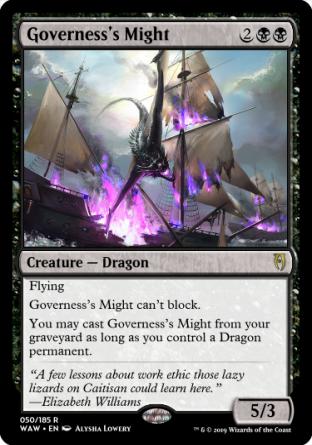 Governess's Might 2
Creature — Dragon
Flying
Governess's Might can't block.
You may cast Governess's Might from your
graveyard as long as you control a Dragon
permanent.
"A few lessons about work ethic those lazy
lizards on Caitisan could learn here."
—Elizabeth Williams
5/3
050/185 R
WAW • EN ALYSHA LOWERY
™ & © 2019 Wizards of the Coast